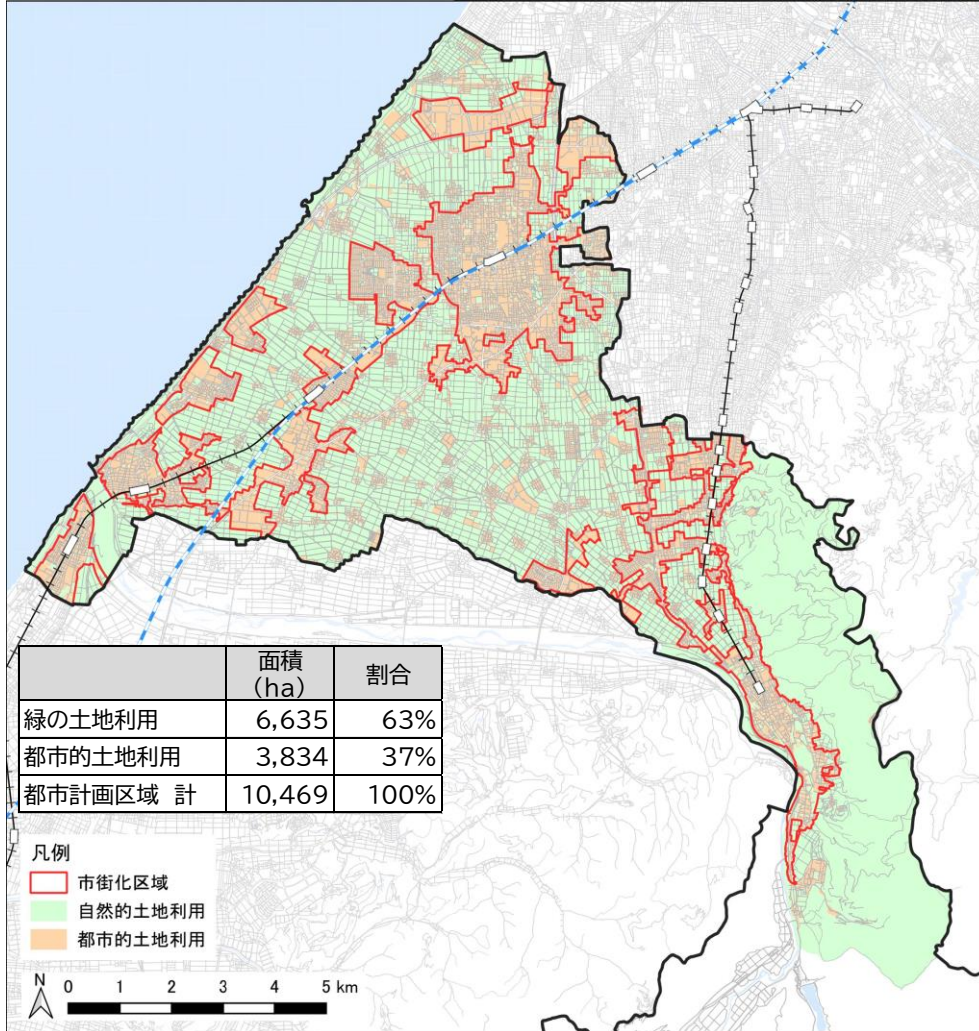 面積
(ha)
割合
緑の土地利用 6,635 63%
都市的土地利用 3,834 37%
都市計画区域 計 10,469 100%
凡例
市街化区域
自然的土地利用
都市的土地利用
N
0 1 2 3 4 5 km